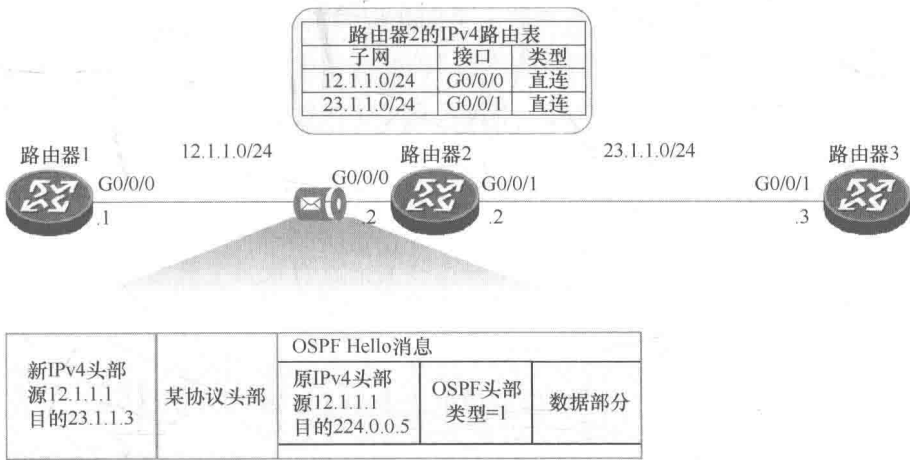 路由器2的IPv4路由表
子网 接口 类型
12.1.1.0/24 G0/0/0 直连
23.1.1.0/24 G0/0/1 直连
路由器1 12.1.1.0/24 路由器2 23.1.1.0/24 路由器3
G0/0/0 G0/0/0 G0/0/1 G0/0/1
.1 .2 .2 .3
OSPF Hello消息
新IPv4头部
源12.1.1.1
目的23.1.1.3
某协议头部
原IPv4头部
源12.1.1.1
目的224.0.0.5
OSPF头部
类型=1
数据部分